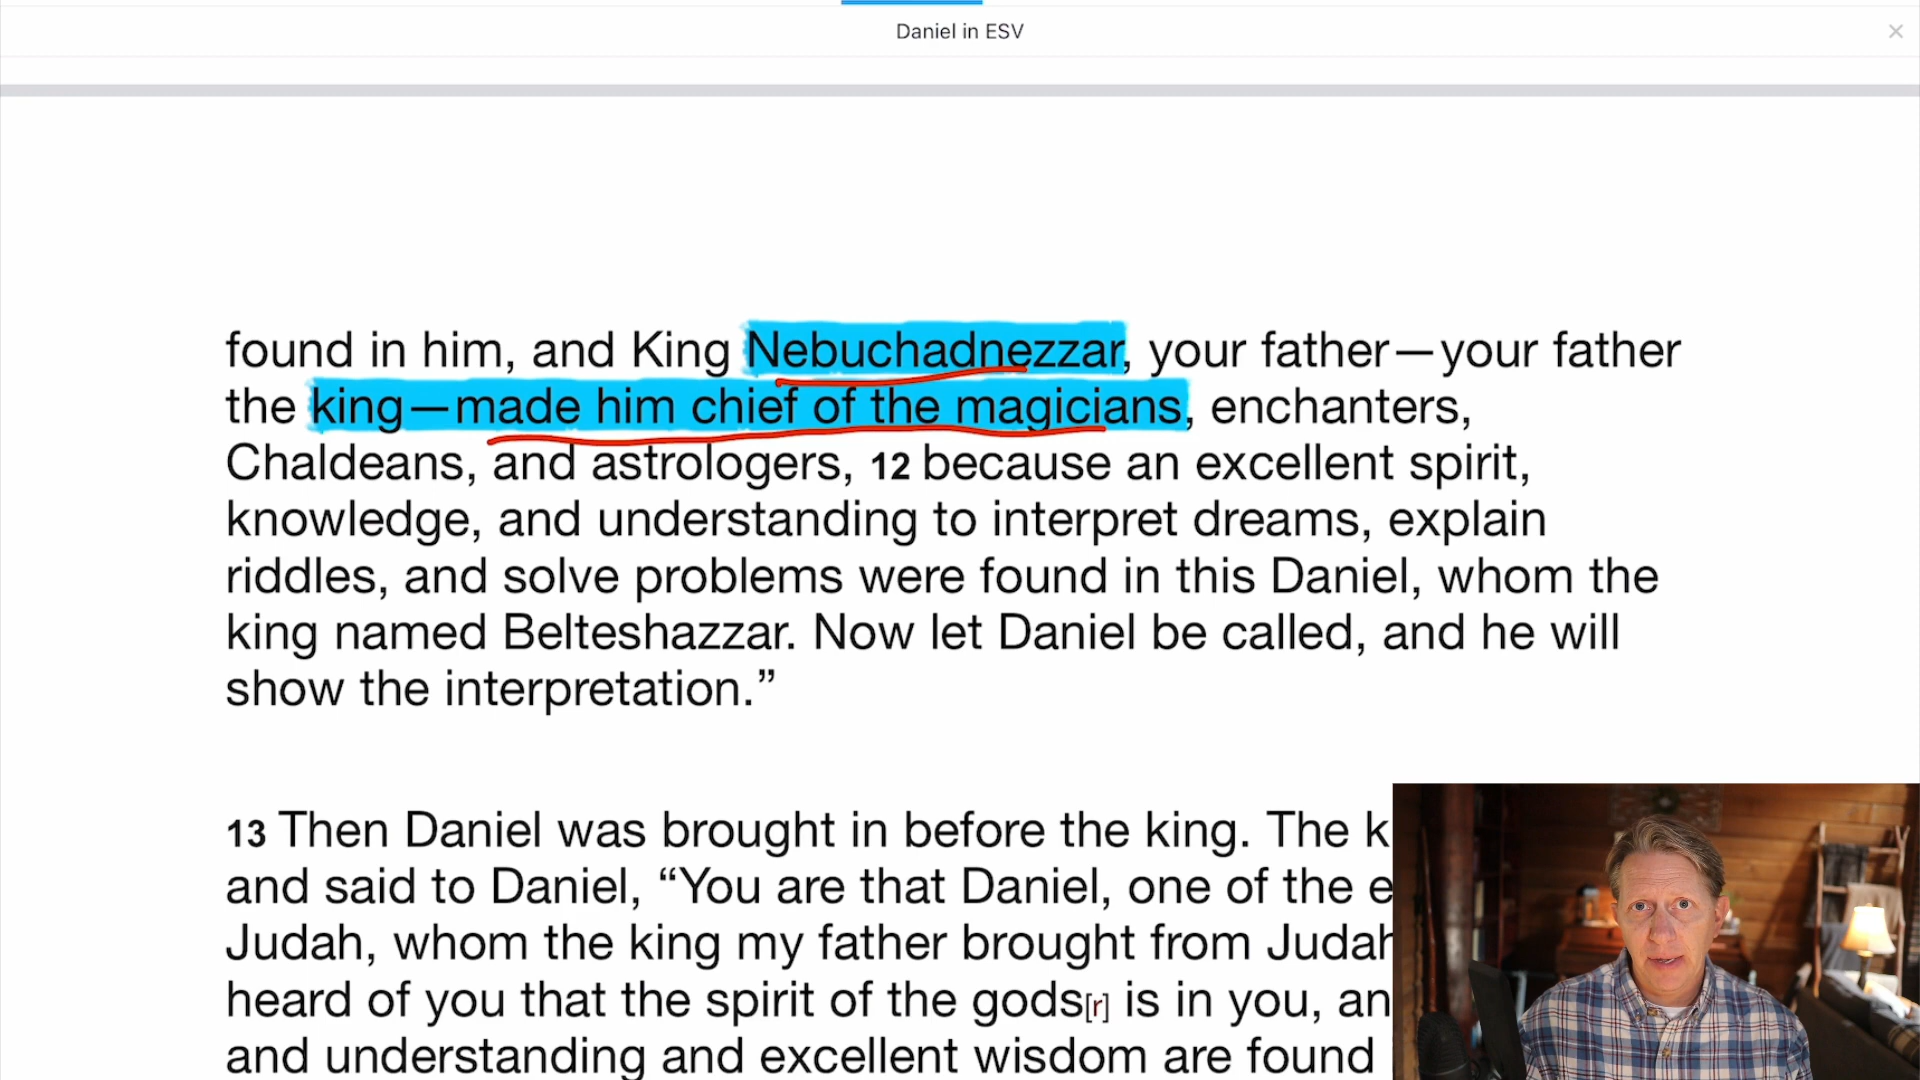 Daniel in ESV
found in him, and King Nebuchadnezzar, your father—your father
the king—made him chief of the magicians, enchanters,
Chaldeans, and astrologers, 12 because an excellent spirit,
knowledge, and understanding to interpret dreams, explain
riddles, and solve problems were found in this Daniel, whom the
king named Belteshazzar. Now let Daniel be called, and he will
show the interpretation.”
13 Then Daniel was brought in before the king. The k
and said to Daniel, “You are that Daniel, one of the e
Judah, whom the king my father brought from Judah
heard of you that the spirit of the gods[r] is in you, an
and understanding and excellent wisdom are found